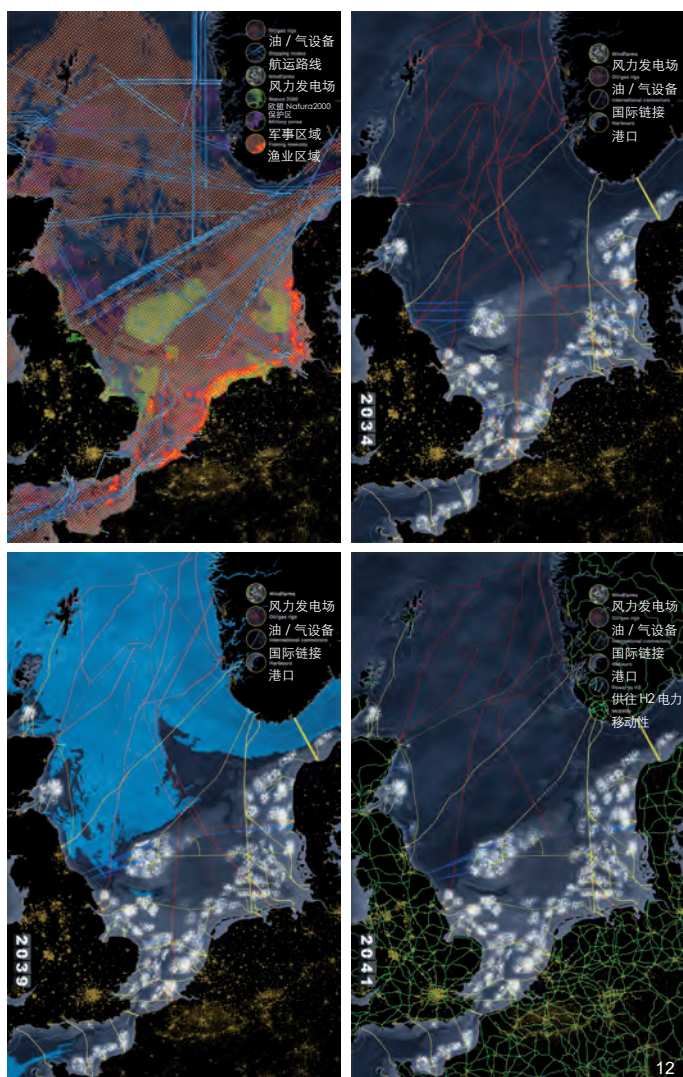 Oil/gas rigs
油 / 气设备
Shipping routes
航运路线
Windfarms
风力发电场
Natura 2000
欧盟 Natura2000
保护区
Military zones
军事区域
Fishing intensity
渔业区域
Windfarms
风力发电场
Oil/gas rigs
油 / 气设备
International connectors
国际链接
Harbours
港口
2034
Windfarms
风力发电场
Oil/gas rigs
油 / 气设备
International connectors
国际链接
Harbours
港口
2039
Windfarms
风力发电场
Oil/gas rigs
油 / 气设备
International connectors
国际链接
Harbours
港口
Power to H2
供往 H2 电力
Mobility
移动性
2041
12